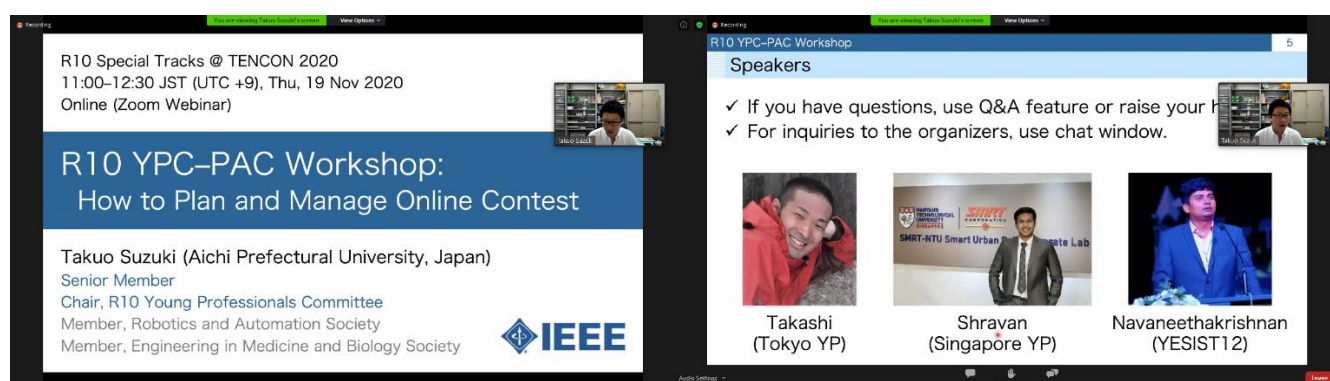 Recording
You are viewing Takuo Suzuki's screen
View Options
R10 Special Tracks @ TENCON 2020
11:00–12:30 JST (UTC +9), Thu, 19 Nov 2020
Online (Zoom Webinar)
Takuo Suzuki
R10 YPC–PAC Workshop:
How to Plan and Manage Online Contest
Takuo Suzuki (Aichi Prefectural University, Japan)
Senior Member
Chair, R10 Young Professionals Committee
Member, Robotics and Automation Society
Member, Engineering in Medicine and Biology Society
IEEE
Recording
You are viewing Takuo Suzuki's screen
View Options
R10 YPC–PAC Workshop
5
Speakers
✓ If you have questions, use Q&A feature or raise your
✓ For inquiries to the organizers, use chat window.
Takuo Suzuki
NANYANG TECHNOLOGICAL UNIVERSITY SINGAPORE
SMRT CORPORATION
SMRT-NTU Smart Urban
Lab
Takashi
(Tokyo YP)
Shravan
(Singapore YP)
Navaneethakrishnan
(YESIST12)
Audio Settings
Leave